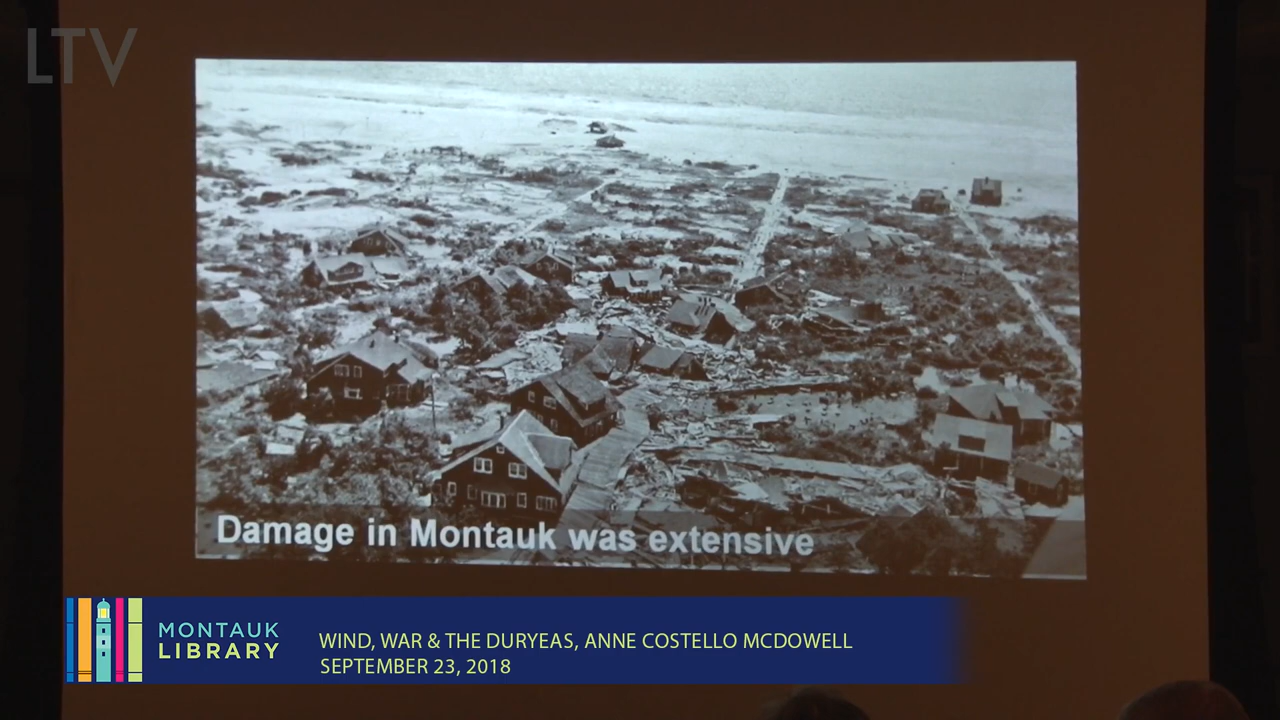 LTV
Damage in Montauk was extensive
MONTAUK
LIBRARY
WIND, WAR & THE DURYEAS, ANNE COSTELLO MCDOWELL
SEPTEMBER 23, 2018